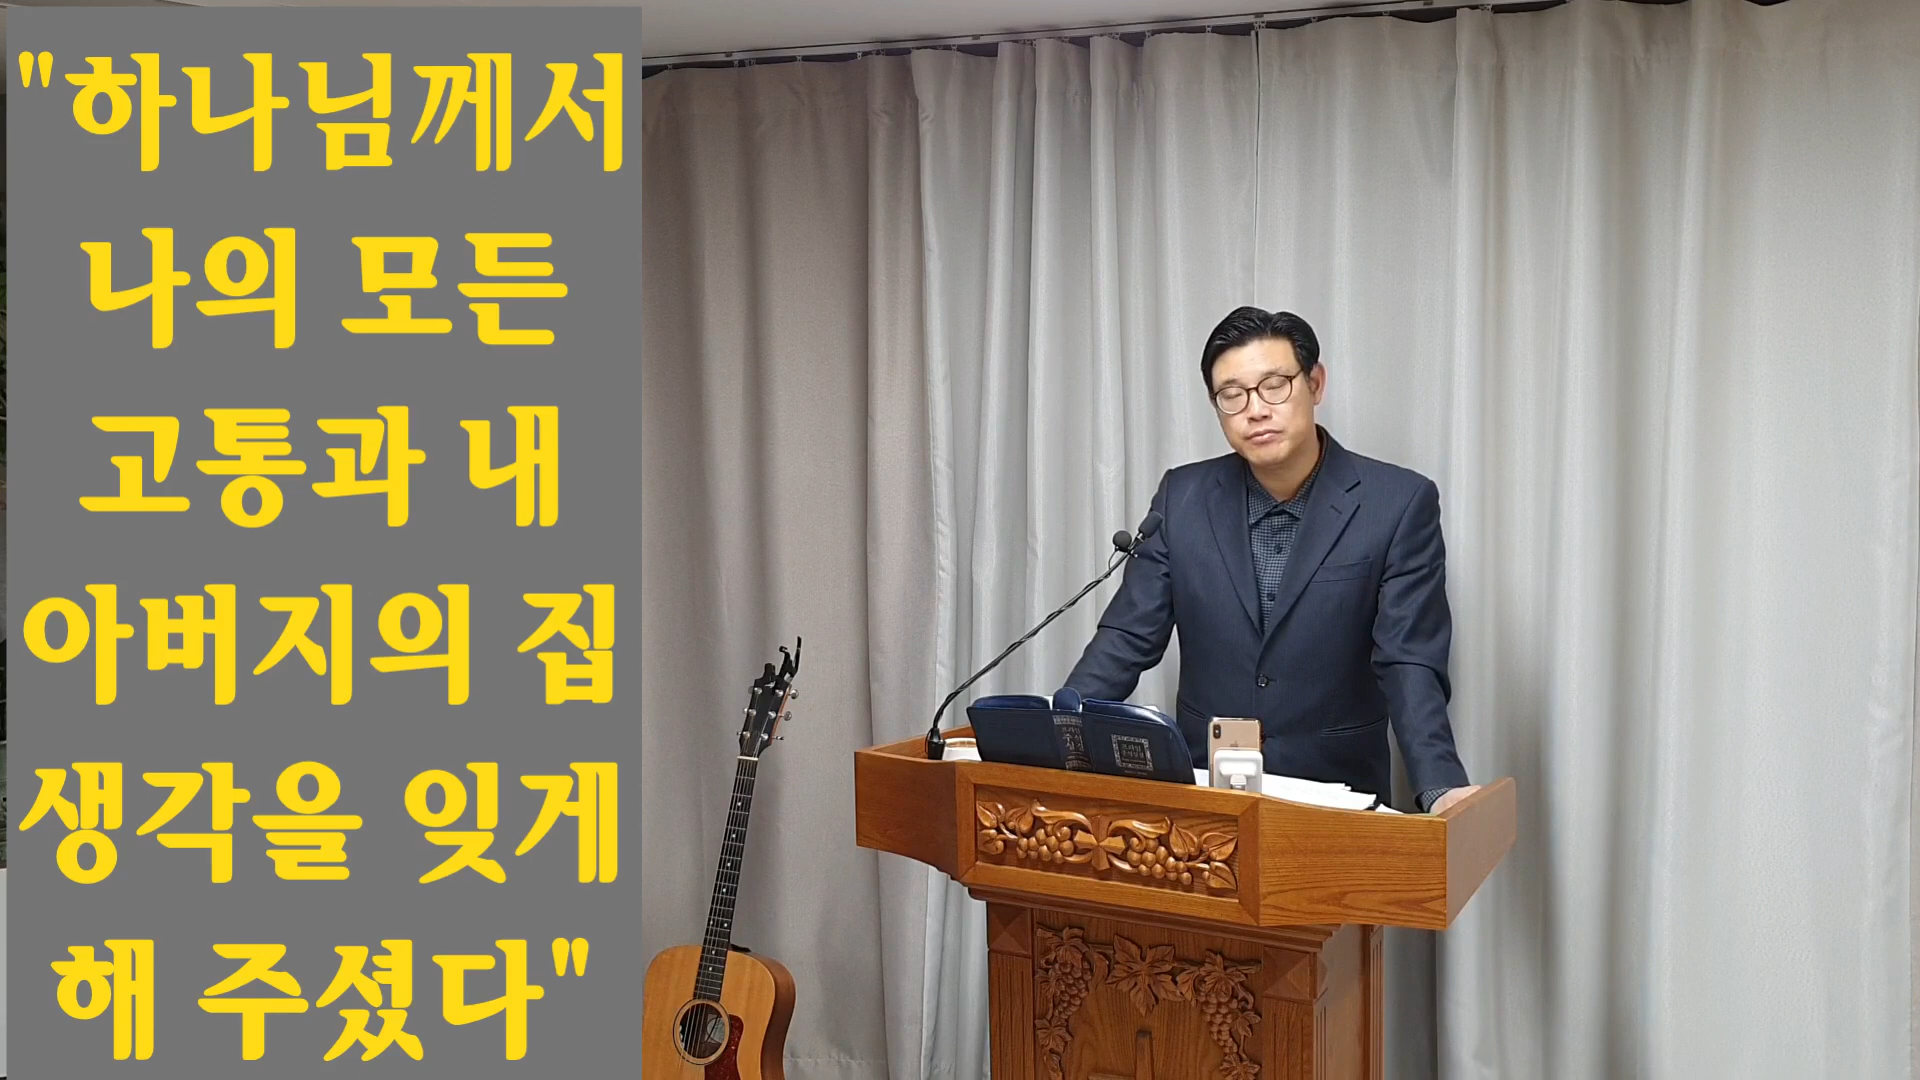 "하나님께서
나의 모든
고통과 내
아버지의 집
생각을 잊게
해 주셨다"